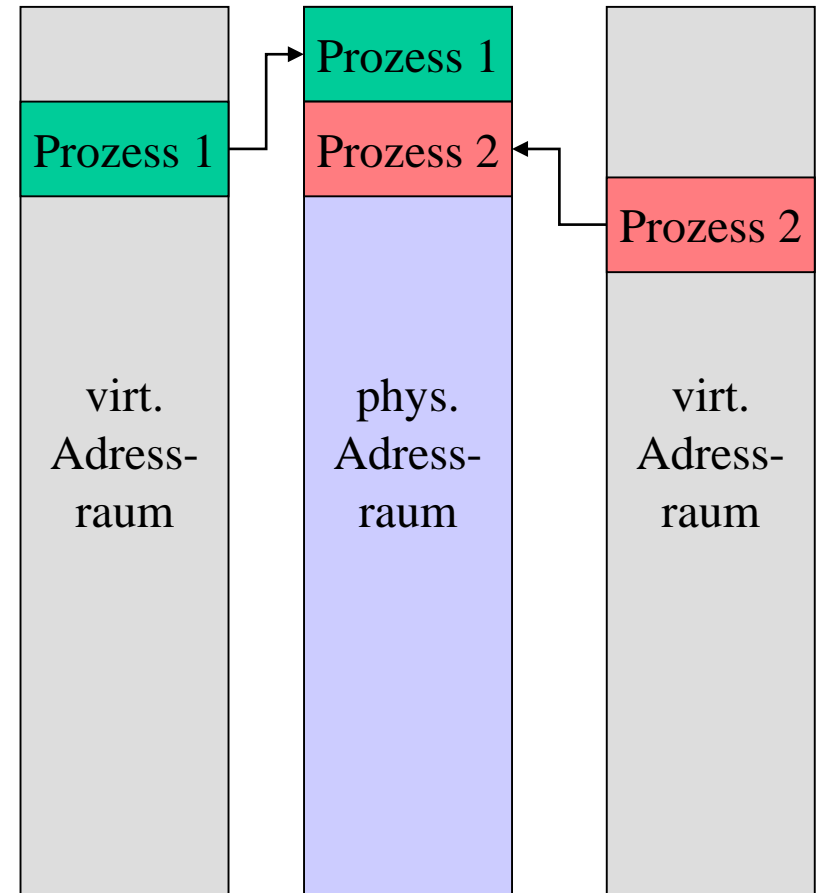 Prozess 1
Prozess 1
Prozess 2
Prozess 2
virt.
Adress-
raum
phys.
Adress-
raum
virt.
Adress-
raum